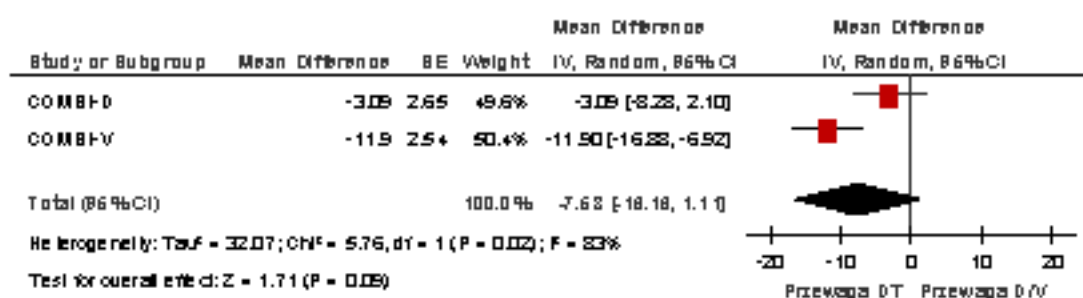 Mean Difference Mean Difference
Study or Subgroup Mean Difference SE Weight IV, Random, 95% CI IV, Random, 95% CI
COMBI-D -3.09 2.65 49.6% -3.09 [-8.28, 2.10]
COMBI-V -11.9 2.54 50.4% -11.90 [-16.88, -6.92]
Total (95% CI) 100.0% -7.53 [-16.16, 1.11]
Heterogeneity: Tau² = 32.07; Chi² = 5.76, df = 1 (P = 0.02); I² = 83%
Test for overall effect: Z = 1.71 (P = 0.09)
-20 -10 0 10 20
Przewaga DT Przewaga D/V